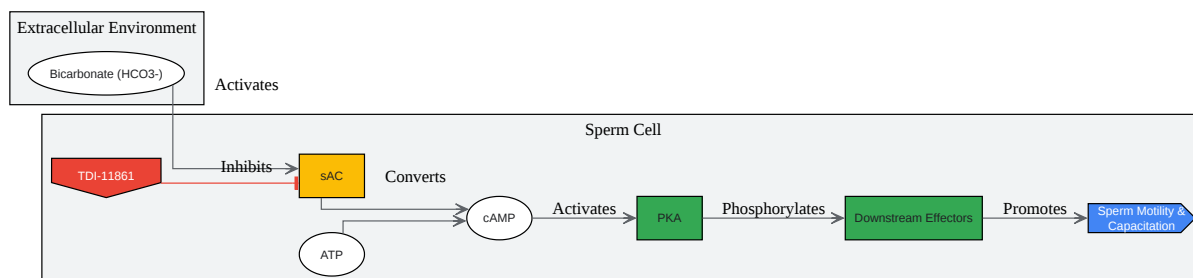 Extracellular Environment
Bicarbonate (HCO3-)
Activates
Sperm Cell
TDI-11861
Inhibits
sAC
Converts
ATP
cAMP
Activates
PKA
Phosphorylates
Downstream Effectors
Promotes
Sperm Motility &
Capacitation